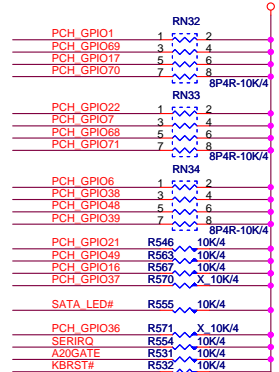 RN32
PCH_GPIO1 1 2
PCH_GPIO69 3 4
PCH_GPIO17 5 6
PCH_GPIO70 7 8
8P4R-10K/4
RN33
PCH_GPIO22 1 2
PCH_GPIO7 3 4
PCH_GPIO68 5 6
PCH_GPIO71 7 8
8P4R-10K/4
RN34
PCH_GPIO6 1 2
PCH_GPIO38 3 4
PCH_GPIO48 5 6
PCH_GPIO39 7 8
8P4R-10K/4
PCH_GPIO21 R546 10K/4
PCH_GPIO49 R563 10K/4
PCH_GPIO16 R567 10K/4
PCH_GPIO37 R570 X_10K/4
SATA_LED# R555 10K/4
PCH_GPIO36 R571 X_10K/4
SERIRQ R554 10K/4
A20GATE R531 10K/4
KBRST# R532 10K/4